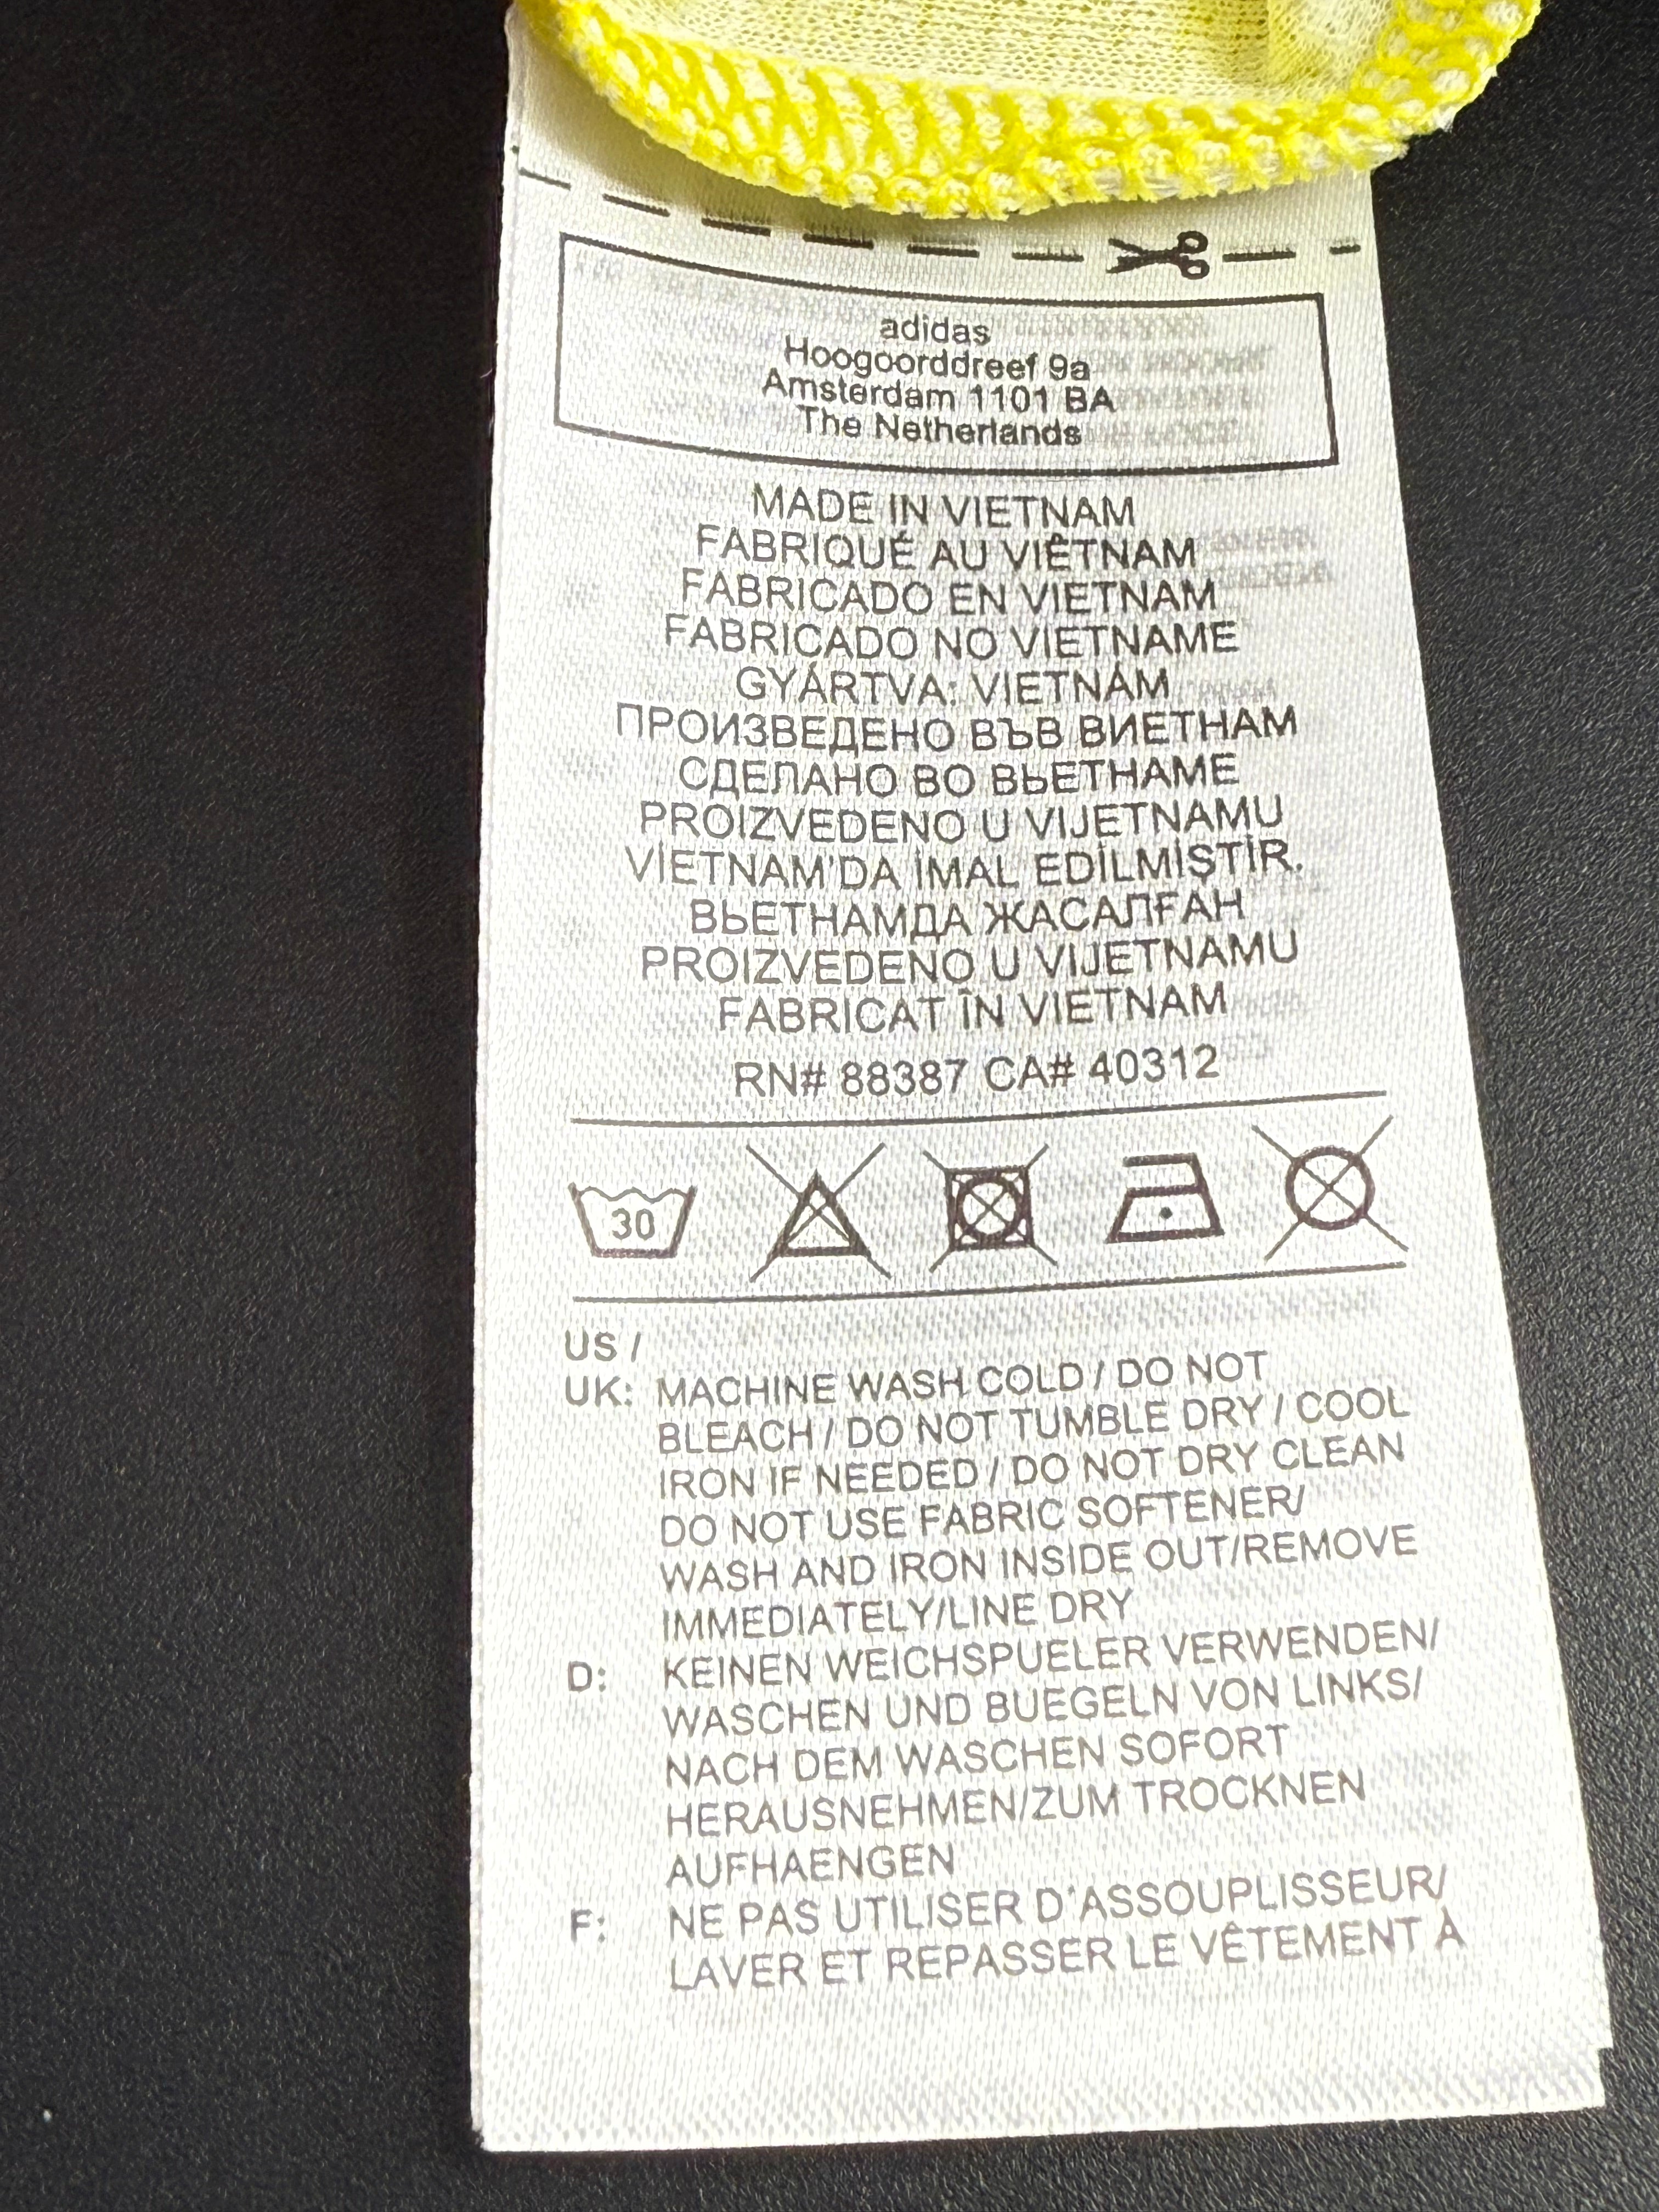 adidas
Hoogoorddreef 9a
Amsterdam 1101 BA
The Netherlands
MADE IN VIETNAM
FABRIQUÉ AU VIÊTNAM
FABRICADO EN VIETNAM
FABRICADO NO VIETNAME
GYÁRTVA: VIETNÁM
ПРОИЗВЕДЕНО ВЪВ ВИЕТНАМ
СДЕЛАНО ВО ВЬЕТНАМЕ
PROIZVEDENO U VIJETNAMU
VİETNAM'DA İMAL EDİLMİŞTİR.
ВЬЕТНАМДА ЖАСАЛҒАН
PROIZVEDENO U VIJETNAMU
FABRICAT ÎN VIETNAM
RN# 88387 CA# 40312
30
US /
UK: MACHINE WASH COLD / DO NOT
BLEACH / DO NOT TUMBLE DRY / COOL
IRON IF NEEDED / DO NOT DRY CLEAN
DO NOT USE FABRIC SOFTENER/
WASH AND IRON INSIDE OUT/REMOVE
IMMEDIATELY/LINE DRY
D: KEINEN WEICHSPUELER VERWENDEN/
WASCHEN UND BUEGELN VON LINKS/
NACH DEM WASCHEN SOFORT
HERAUSNEHMEN/ZUM TROCKNEN
AUFHAENGEN
F: NE PAS UTILISER D'ASSOUPLISSEUR/
LAVER ET REPASSER LE VÊTEMENT À